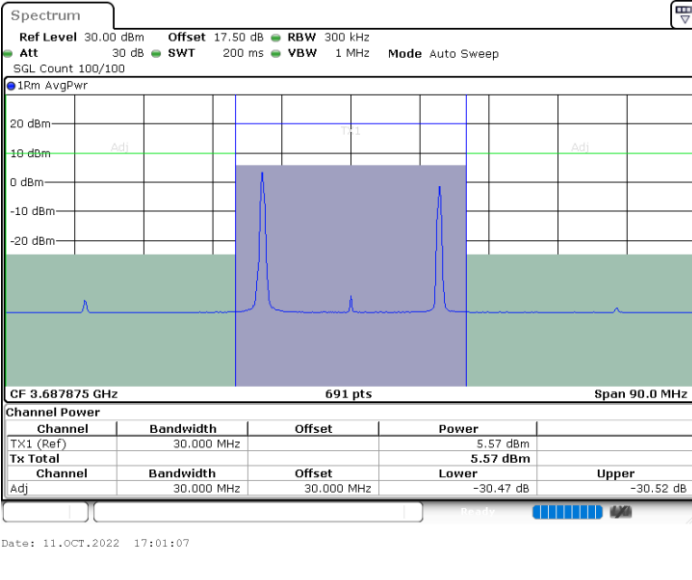 Spectrum
Ref Level 30.00 dBm Offset 17.50 dB RBW 300 kHz
Att 30 dB SWT 200 ms VBW 1 MHz Mode Auto Sweep
SGL Count 100/100
1Rm AvgPwr
20 dBm
TX1
Adj Adj
10 dBm
0 dBm
-10 dBm
-20 dBm
CF 3.687875 GHz 691 pts Span 90.0 MHz
Channel Power
Channel Bandwidth Offset Power
TX1 (Ref) 30.000 MHz 5.57 dBm
Tx Total 5.57 dBm
Channel Bandwidth Offset Lower Upper
Adj 30.000 MHz 30.000 MHz -30.47 dB -30.52 dB
Ready
Date: 11.OCT.2022 17:01:07